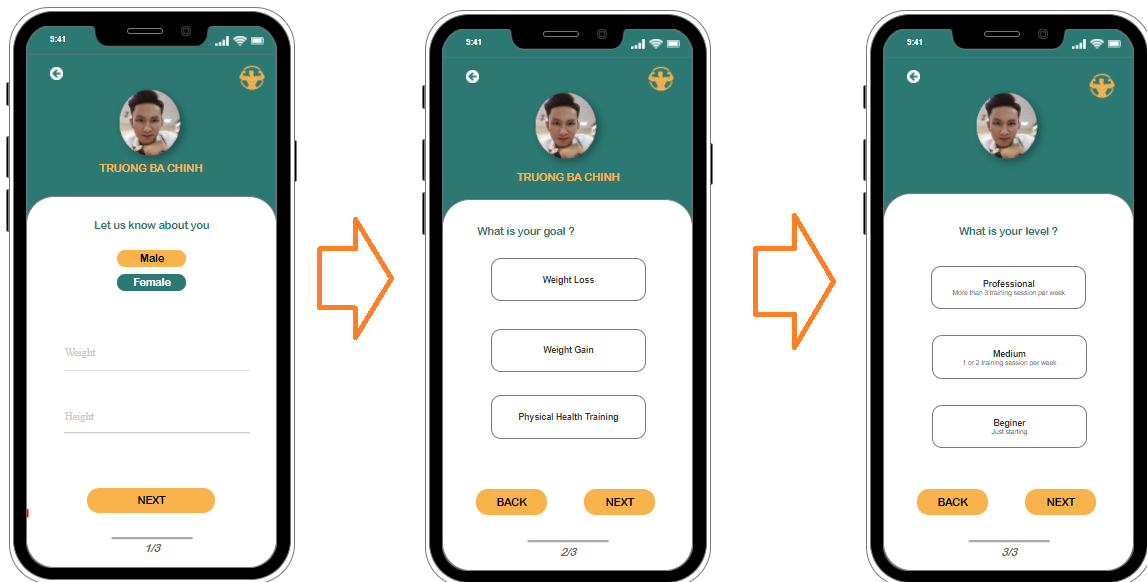 9:41
TRUONG BA CHINH
Let us know about you
Male
Female
Weight
Height
NEXT
1/3
9:41
TRUONG BA CHINH
What is your goal ?
Weight Loss
Weight Gain
Physical Health Training
BACK
NEXT
2/3
9:41
What is your level ?
Professional
More than 3 training session per week
Medium
1 or 2 training session per week
Beginer
Just starting
BACK
NEXT
3/3